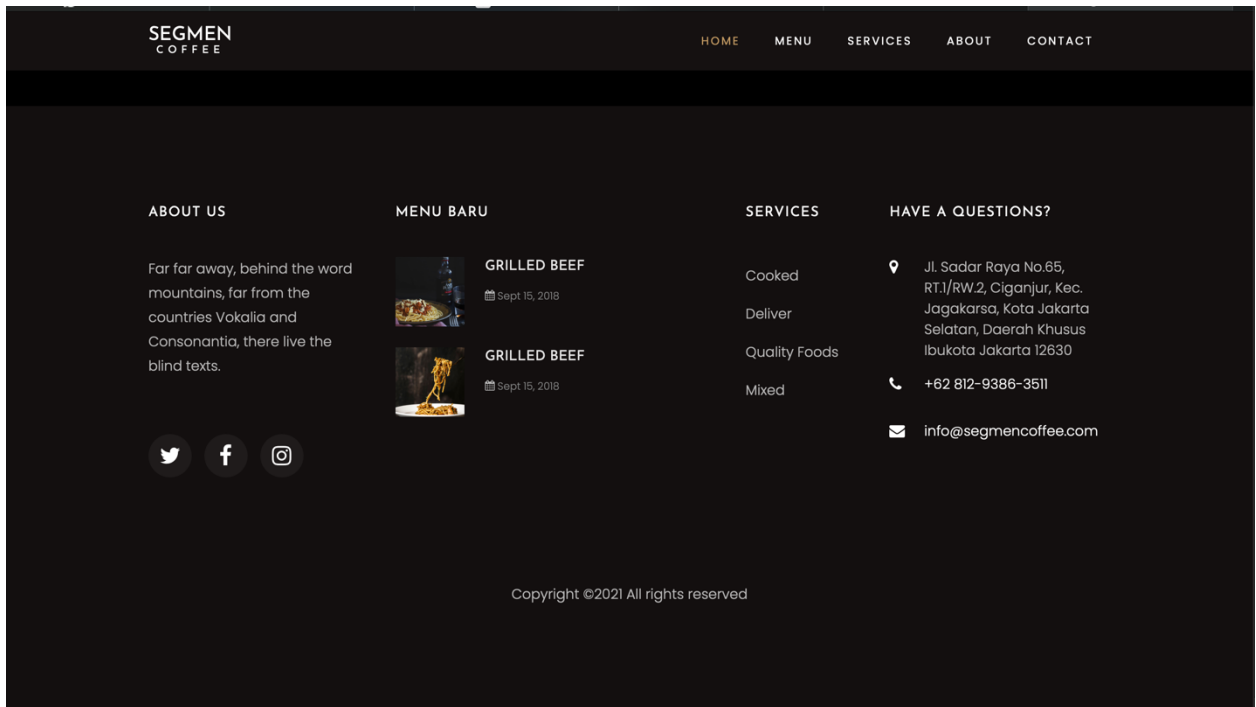 SEGMEN
COFFEE
HOME MENU SERVICES ABOUT CONTACT
ABOUT US
Far far away, behind the word
mountains, far from the
countries Vokalia and
Consonantia, there live the
blind texts.
MENU BARU
GRILLED BEEF
Sept 15, 2018
GRILLED BEEF
Sept 15, 2018
SERVICES
Cooked
Deliver
Quality Foods
Mixed
HAVE A QUESTIONS?
Jl. Sadar Raya No.65,
RT.1/RW.2, Ciganjur, Kec.
Jagakarsa, Kota Jakarta
Selatan, Daerah Khusus
Ibukota Jakarta 12630
+62 812-9386-3511
info@segmencoffee.com
Copyright ©2021 All rights reserved